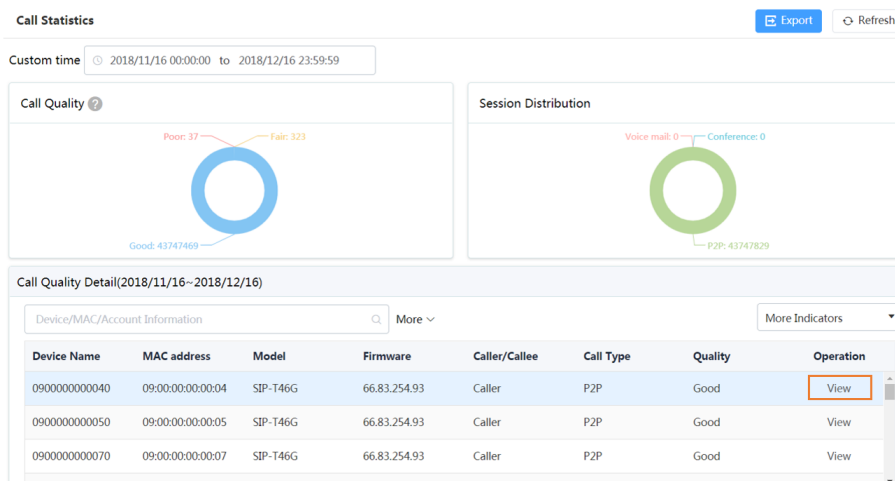 Call Statistics
Export
Refresh
Custom time
2018/11/16 00:00:00 to 2018/12/16 23:59:59
Call Quality ?
Session Distribution
Poor: 37
Fair: 323
Good: 43747469
Voice mail: 0
Conference: 0
P2P: 43747829
Call Quality Detail(2018/11/16~2018/12/16)
Device/MAC/Account Information
More
More Indicators
Device Name MAC address Model Firmware Caller/Callee Call Type Quality Operation
0900000000040 09:00:00:00:00:04 SIP-T46G 66.83.254.93 Caller P2P Good View
0900000000050 09:00:00:00:00:05 SIP-T46G 66.83.254.93 Caller P2P Good View
0900000000070 09:00:00:00:00:07 SIP-T46G 66.83.254.93 Caller P2P Good View